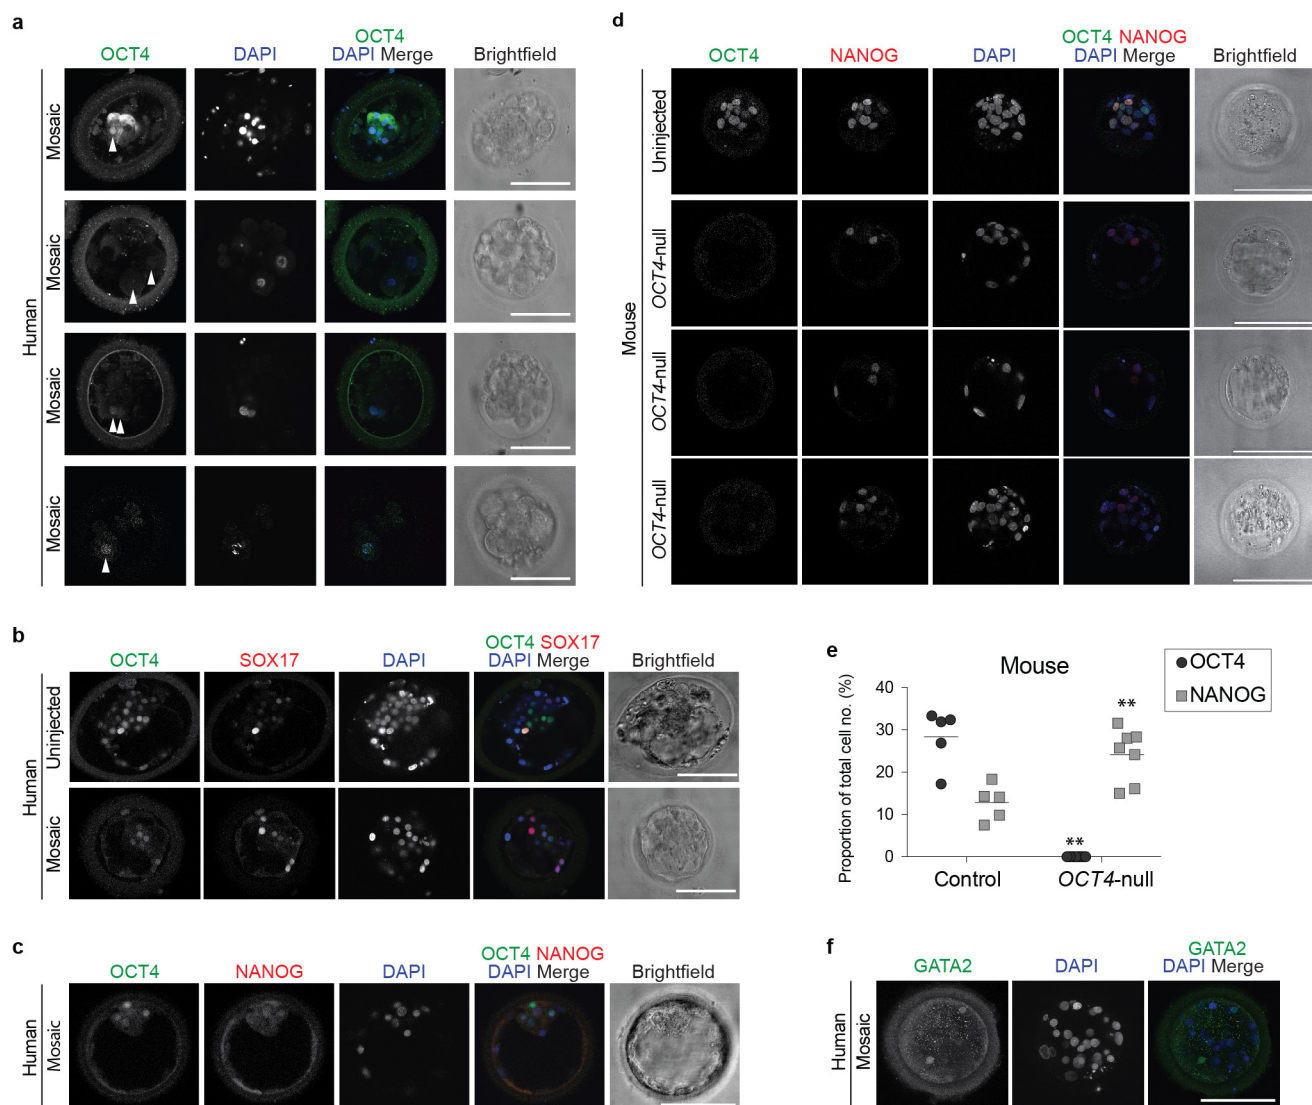 a
OCT4
DAPI
OCT4
DAPI Merge
Brightfield
Human
Mosaic
Mosaic
Mosaic
Mosaic
b
OCT4
SOX17
DAPI
OCT4 SOX17
DAPI Merge
Brightfield
Human
Uninjected
Mosaic
c
OCT4
NANOG
DAPI
OCT4 NANOG
DAPI Merge
Brightfield
Human
Mosaic
d
OCT4
NANOG
DAPI
OCT4 NANOG
DAPI Merge
Brightfield
Mouse
Uninjected
OCT4-null
OCT4-null
OCT4-null
e
Mouse
OCT4
NANOG
Proportion of total cell no. (%)
40
30
20
10
0
**
**
Control
OCT4-null
f
GATA2
DAPI
GATA2
DAPI Merge
Human
Mosaic